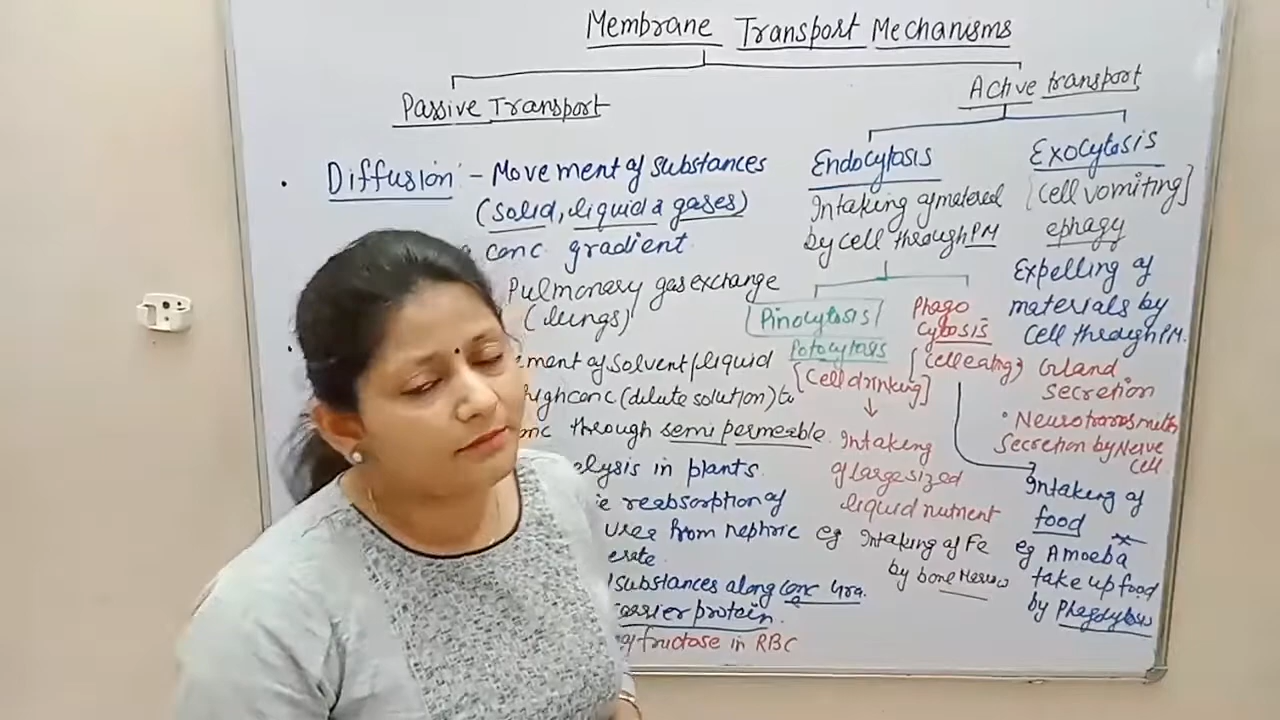 Membrane Transport Mechanisms
Passive Transport
Active transport
Diffusion :- Movement of substances
(solid, liquid & gases)
conc gradient
Pulmonary gas exchange
(lungs)
ment of solvent/liquid
high conc (dilute solution) to
through semi permeable
lysis in plants
reabsorption of
urea from nephric
substances along conc Gra.
carrier protein.
fructose in RBC
Endocytosis
Intaking of matered
by cell through PM
Pinocytosis
Potocytosis
[Cell drinking]
Intaking
of large sized
liquid nutrient
eg Intaking of Fe
by bone
Phago
cytosis
(cell eating)
Intaking of
food
eg Amoeba
take up food
by Phagocytosis
Exocytosis
[Cell vomiting]
ephagy
Expelling of
materials by
Cell through PM.
Gland
secretion
Secretion by Nerve
Cell